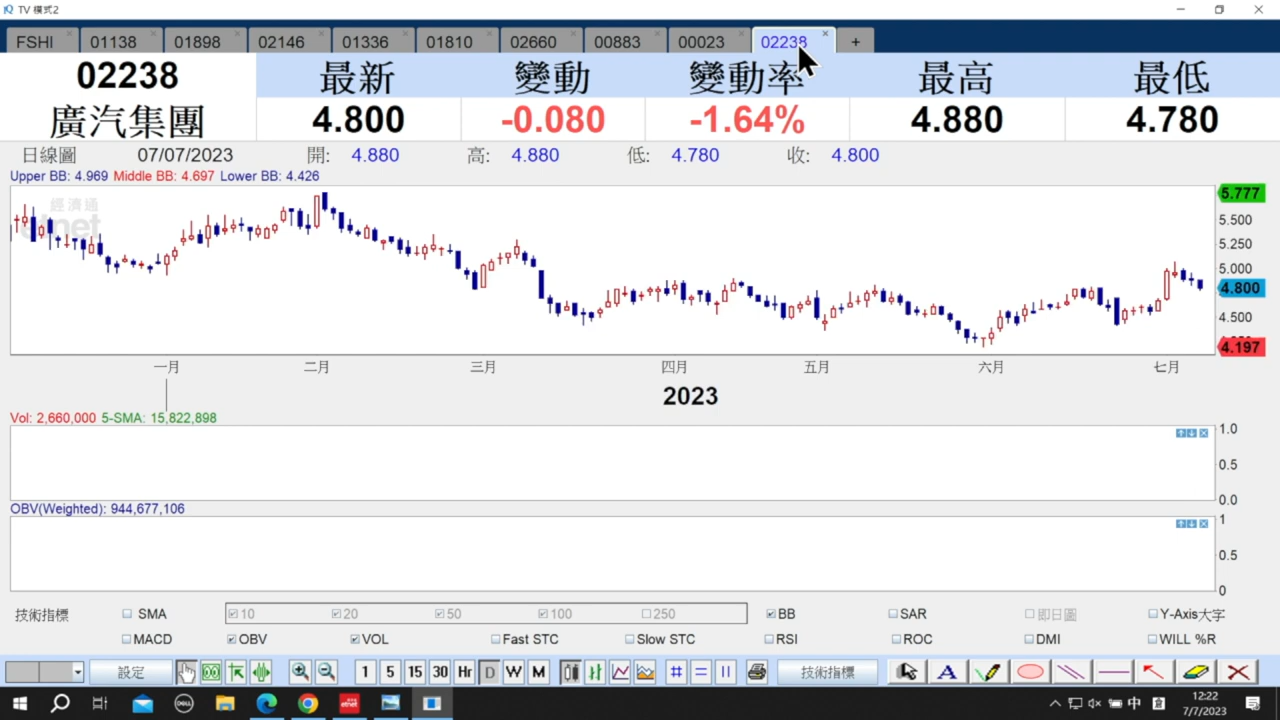 TV 模式2
FSHI 01138 01898 02146 01336 01810 02660 00883 00023 02238 +
02238 最新 變動 變動率 最高 最低
廣汽集團 4.800 -0.080 -1.64% 4.880 4.780
日線圖 07/07/2023 開: 4.880 高: 4.880 低: 4.780 收: 4.800
Upper BB: 4.969 Middle BB: 4.697 Lower BB: 4.426
經濟通
etnet
5.777
5.500
5.250
5.000
4.800
4.500
4.197
一月 二月 三月 四月 五月 六月 七月
2023
Vol: 2,660,000 5-SMA: 15,822,898
1.0
0.5
0.0
OBV(Weighted): 944,677,106
1
0.5
0
技術指標 SMA 10 20 50 100 250 BB SAR 即日圖 Y-Axis大字
MACD OBV VOL Fast STC Slow STC RSI ROC DMI WILL %R
設定 1 5 15 30 Hr D W M 技術指標 A
DELL etnet 中 12:22
7/7/2023